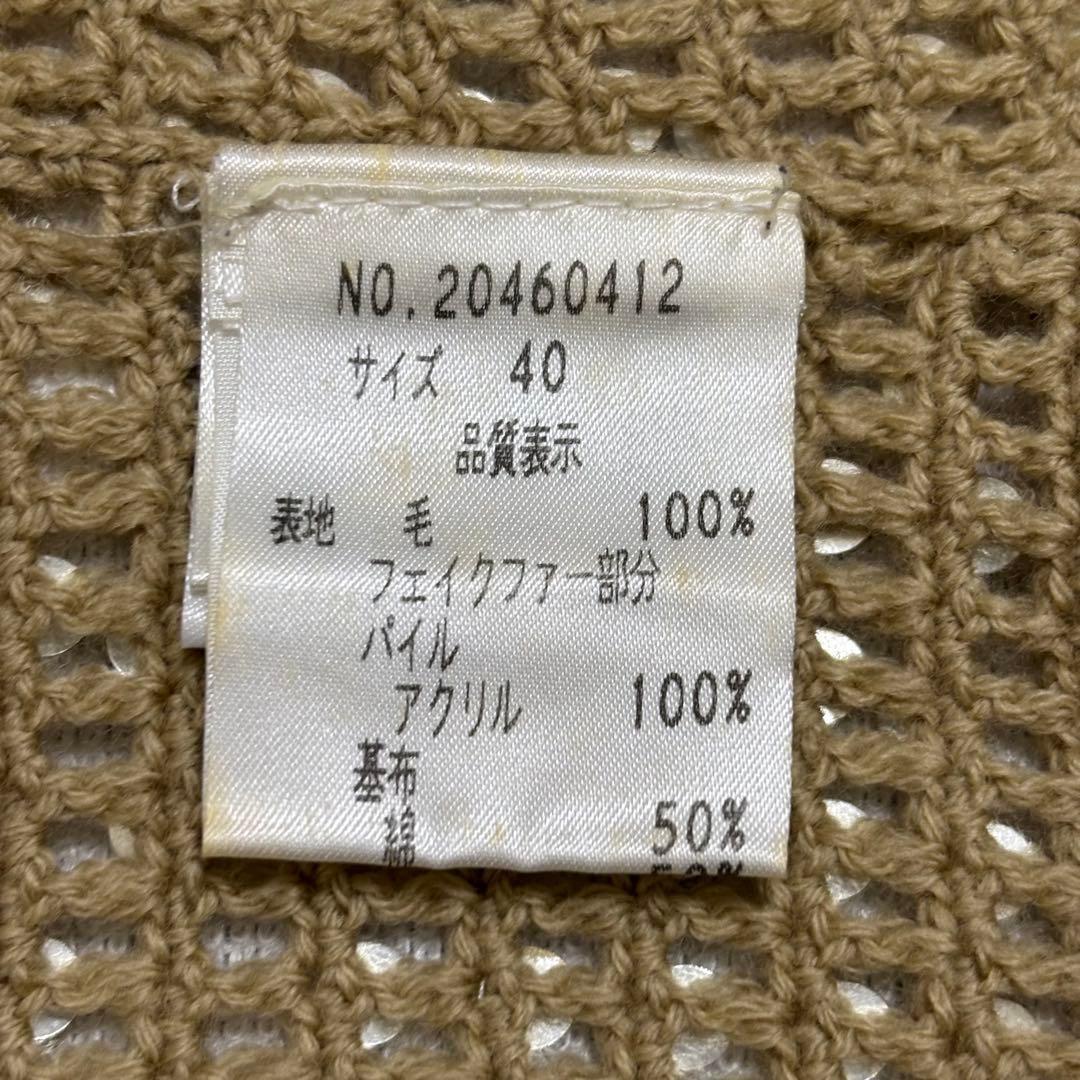 NO.20460412
サイズ 40
品質表示
表地 毛 100%
フェイクファー部分
パイル
アクリル 100%
基布
50%